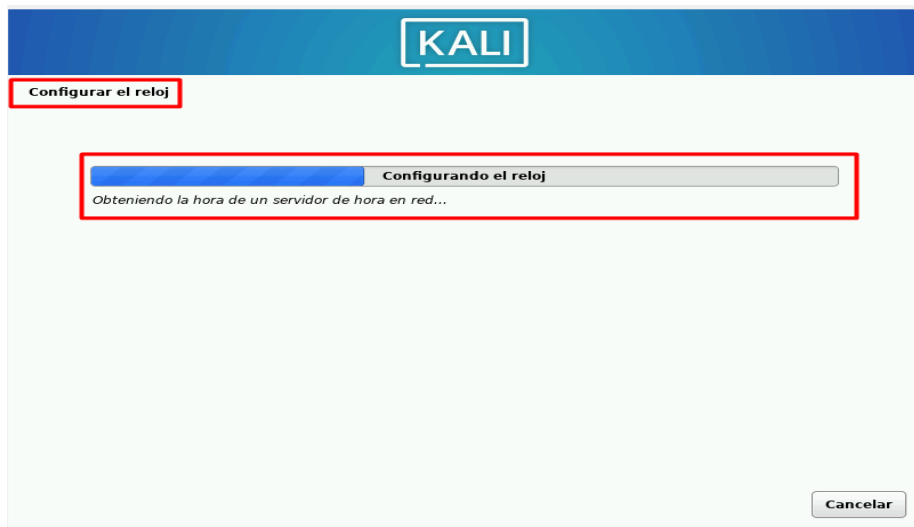 KALI
Configurar el reloj
Configurando el reloj
Obteniendo la hora de un servidor de hora en red...
Cancelar